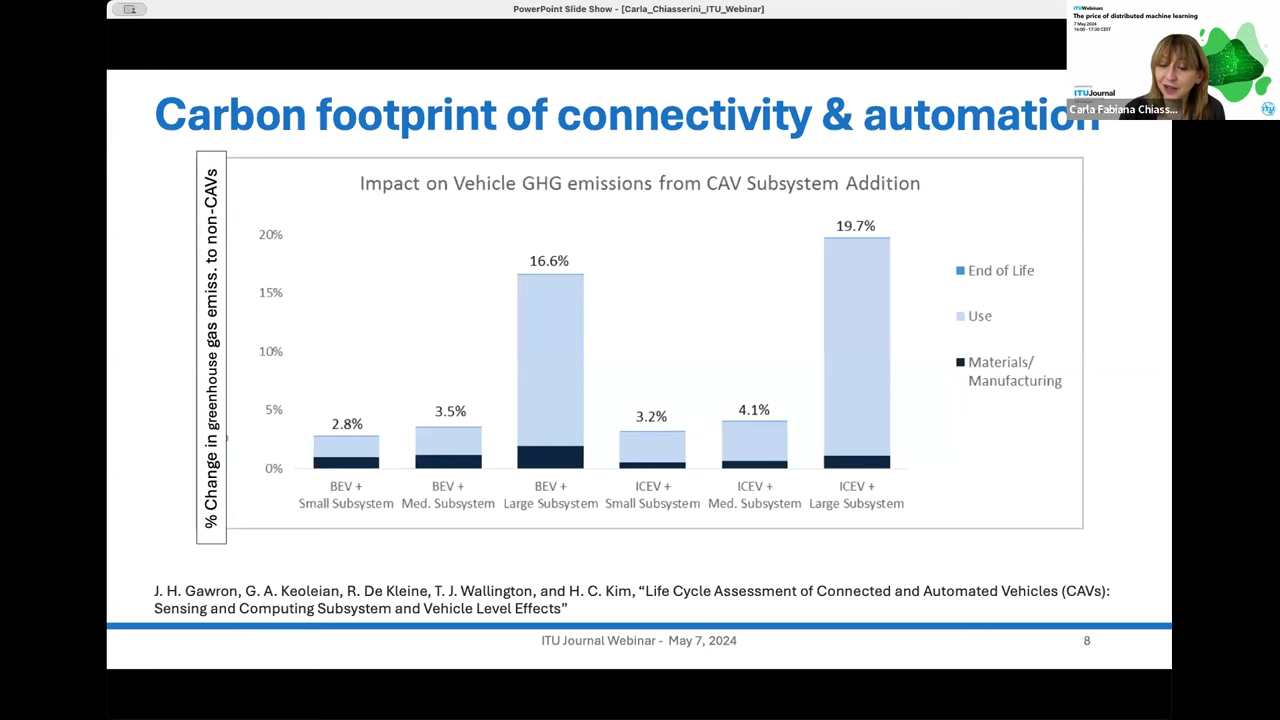 PowerPoint Slide Show - [Carla_Chiasserini_ITU_Webinar]
ITUWebinars
The price of distributed machine learning
7 May 2024
16:00 - 17:30 CEST
ITUJournal
Carla Fabiana Chiass...
Carbon footprint of connectivity & automation
% Change in greenhouse gas emiss. to non-CAVs
Impact on Vehicle GHG emissions from CAV Subsystem Addition
20%
15%
10%
5%
0%
2.8%
3.5%
16.6%
3.2%
4.1%
19.7%
BEV +
Small Subsystem
BEV +
Med. Subsystem
BEV +
Large Subsystem
ICEV +
Small Subsystem
ICEV +
Med. Subsystem
ICEV +
Large Subsystem
End of Life
Use
Materials/
Manufacturing
J. H. Gawron, G. A. Keoleian, R. De Kleine, T. J. Wallington, and H. C. Kim, “Life Cycle Assessment of Connected and Automated Vehicles (CAVs):
Sensing and Computing Subsystem and Vehicle Level Effects”
ITU Journal Webinar - May 7, 2024
8